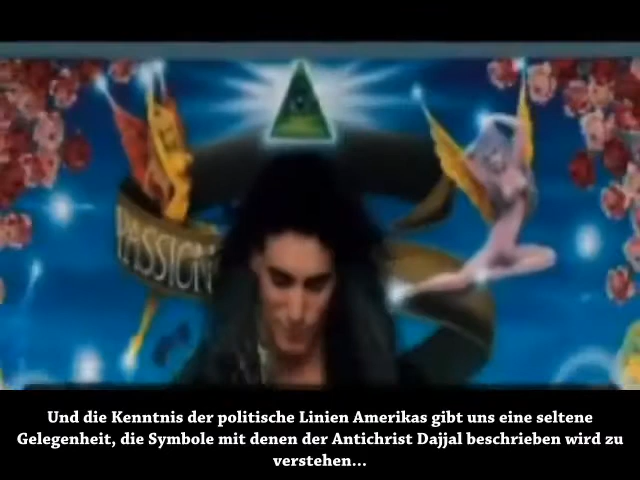 PASSION
Und die Kenntnis der politische Linien Amerikas gibt uns eine seltene
Gelegenheit, die Symbole mit denen der Antichrist Dajjal beschrieben wird zu
verstehen...